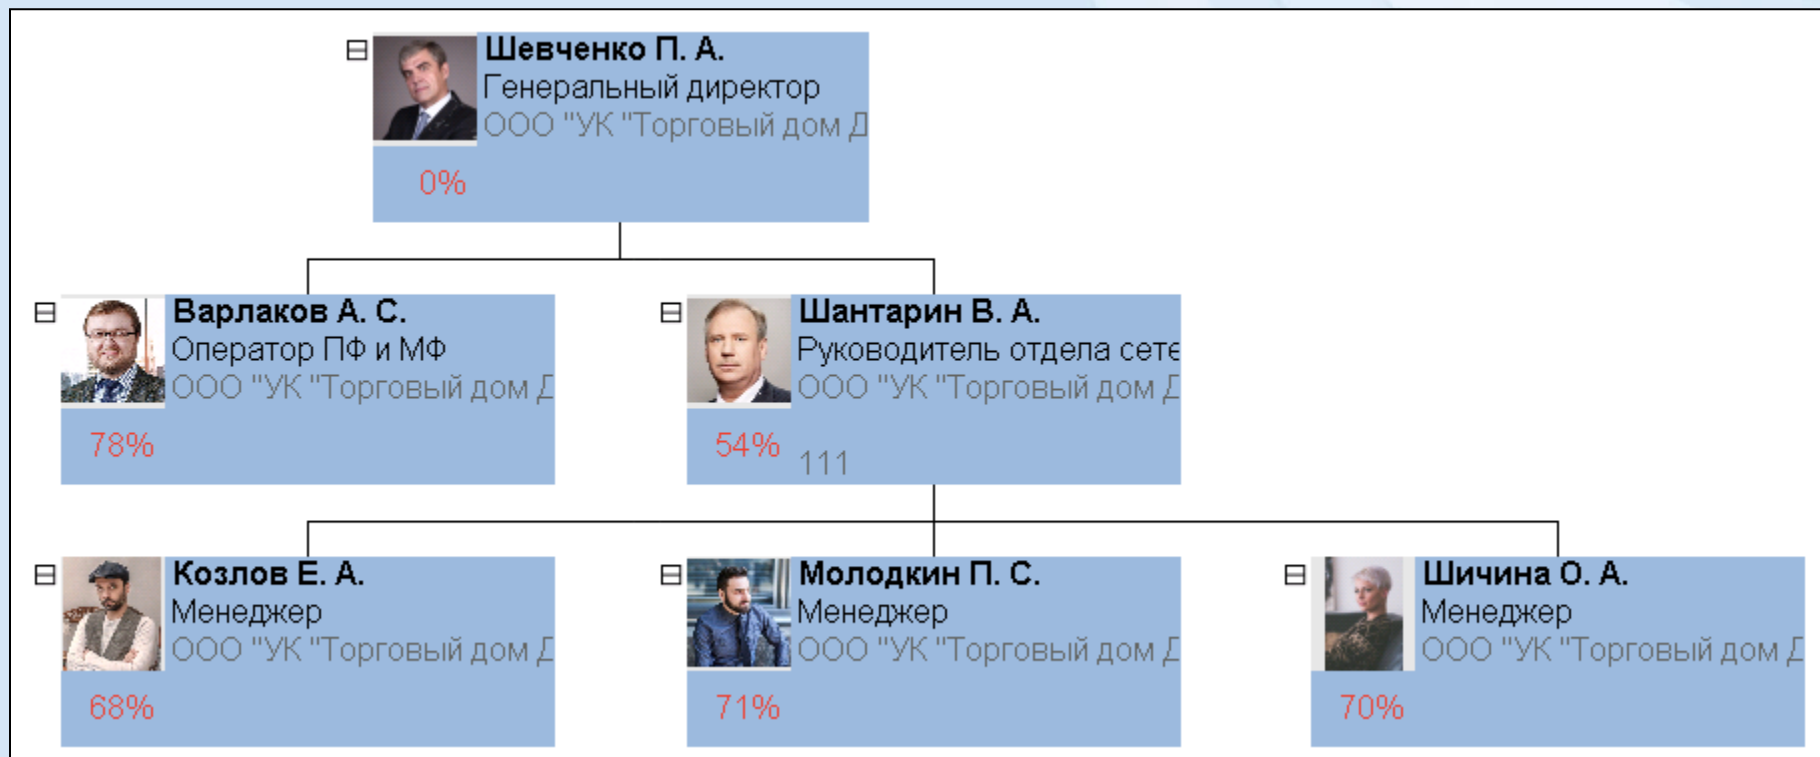 Шевченко П. А.
Генеральный директор
ООО "УК "Торговый дом Д
0%
Варлаков А. С.
Оператор ПФ и МФ
ООО "УК "Торговый дом Д
78%
Шантарин В. А.
Руководитель отдела сете
ООО "УК "Торговый дом Д
54%
111
Козлов Е. А.
Менеджер
ООО "УК "Торговый дом Д
68%
Молодкин П. С.
Менеджер
ООО "УК "Торговый дом Д
71%
Шичина О. А.
Менеджер
ООО "УК "Торговый дом Д
70%